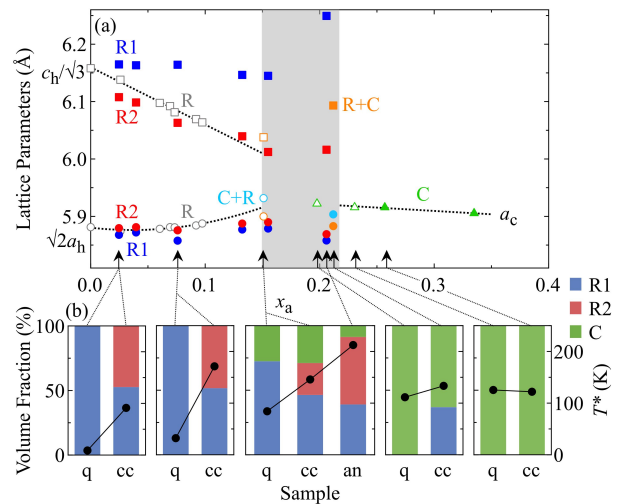 (a)
Lattice Parameters (Å)
6.2
6.1
6.0
5.9
c_h/√3
√2a_h
R1
R
R2
R+C
C+R
R
R2
R1
C
a_c
0.0
0.1
0.2
0.3
0.4
x_a
(b)
R1
R2
C
Volume Fraction (%)
100
50
0
200
100
0
T* (K)
q cc
q cc
q cc an
q cc
q cc
Sample